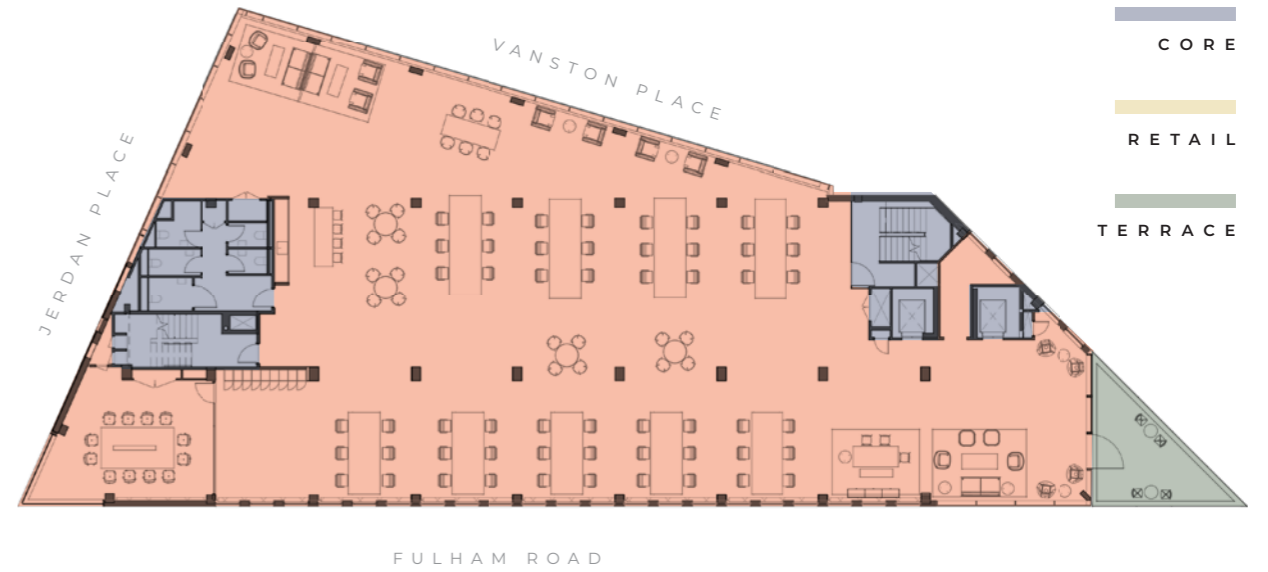 CORE
VANSTON PLACE
RETAIL
JERDAN PLACE
TERRACE
FULHAM ROAD